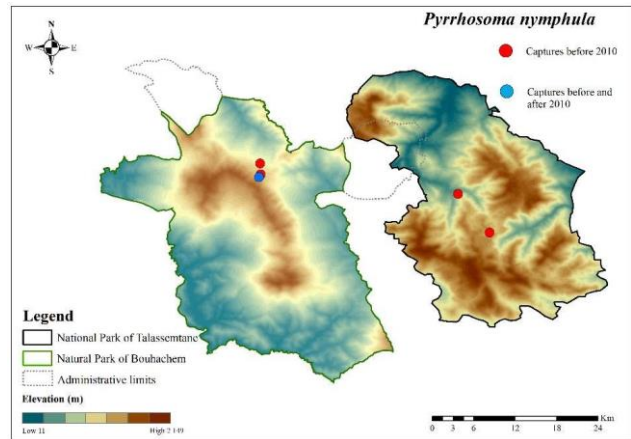 Pyrrhosoma nymphula
N
W E
S
Captures before 2010
Captures before and
after 2010
Legend
National Park of Talassemtane
Natural Park of Bouhachem
Administrative limits
Elevation (m)
Low 11
High
Km
0 3 6 12 18 24